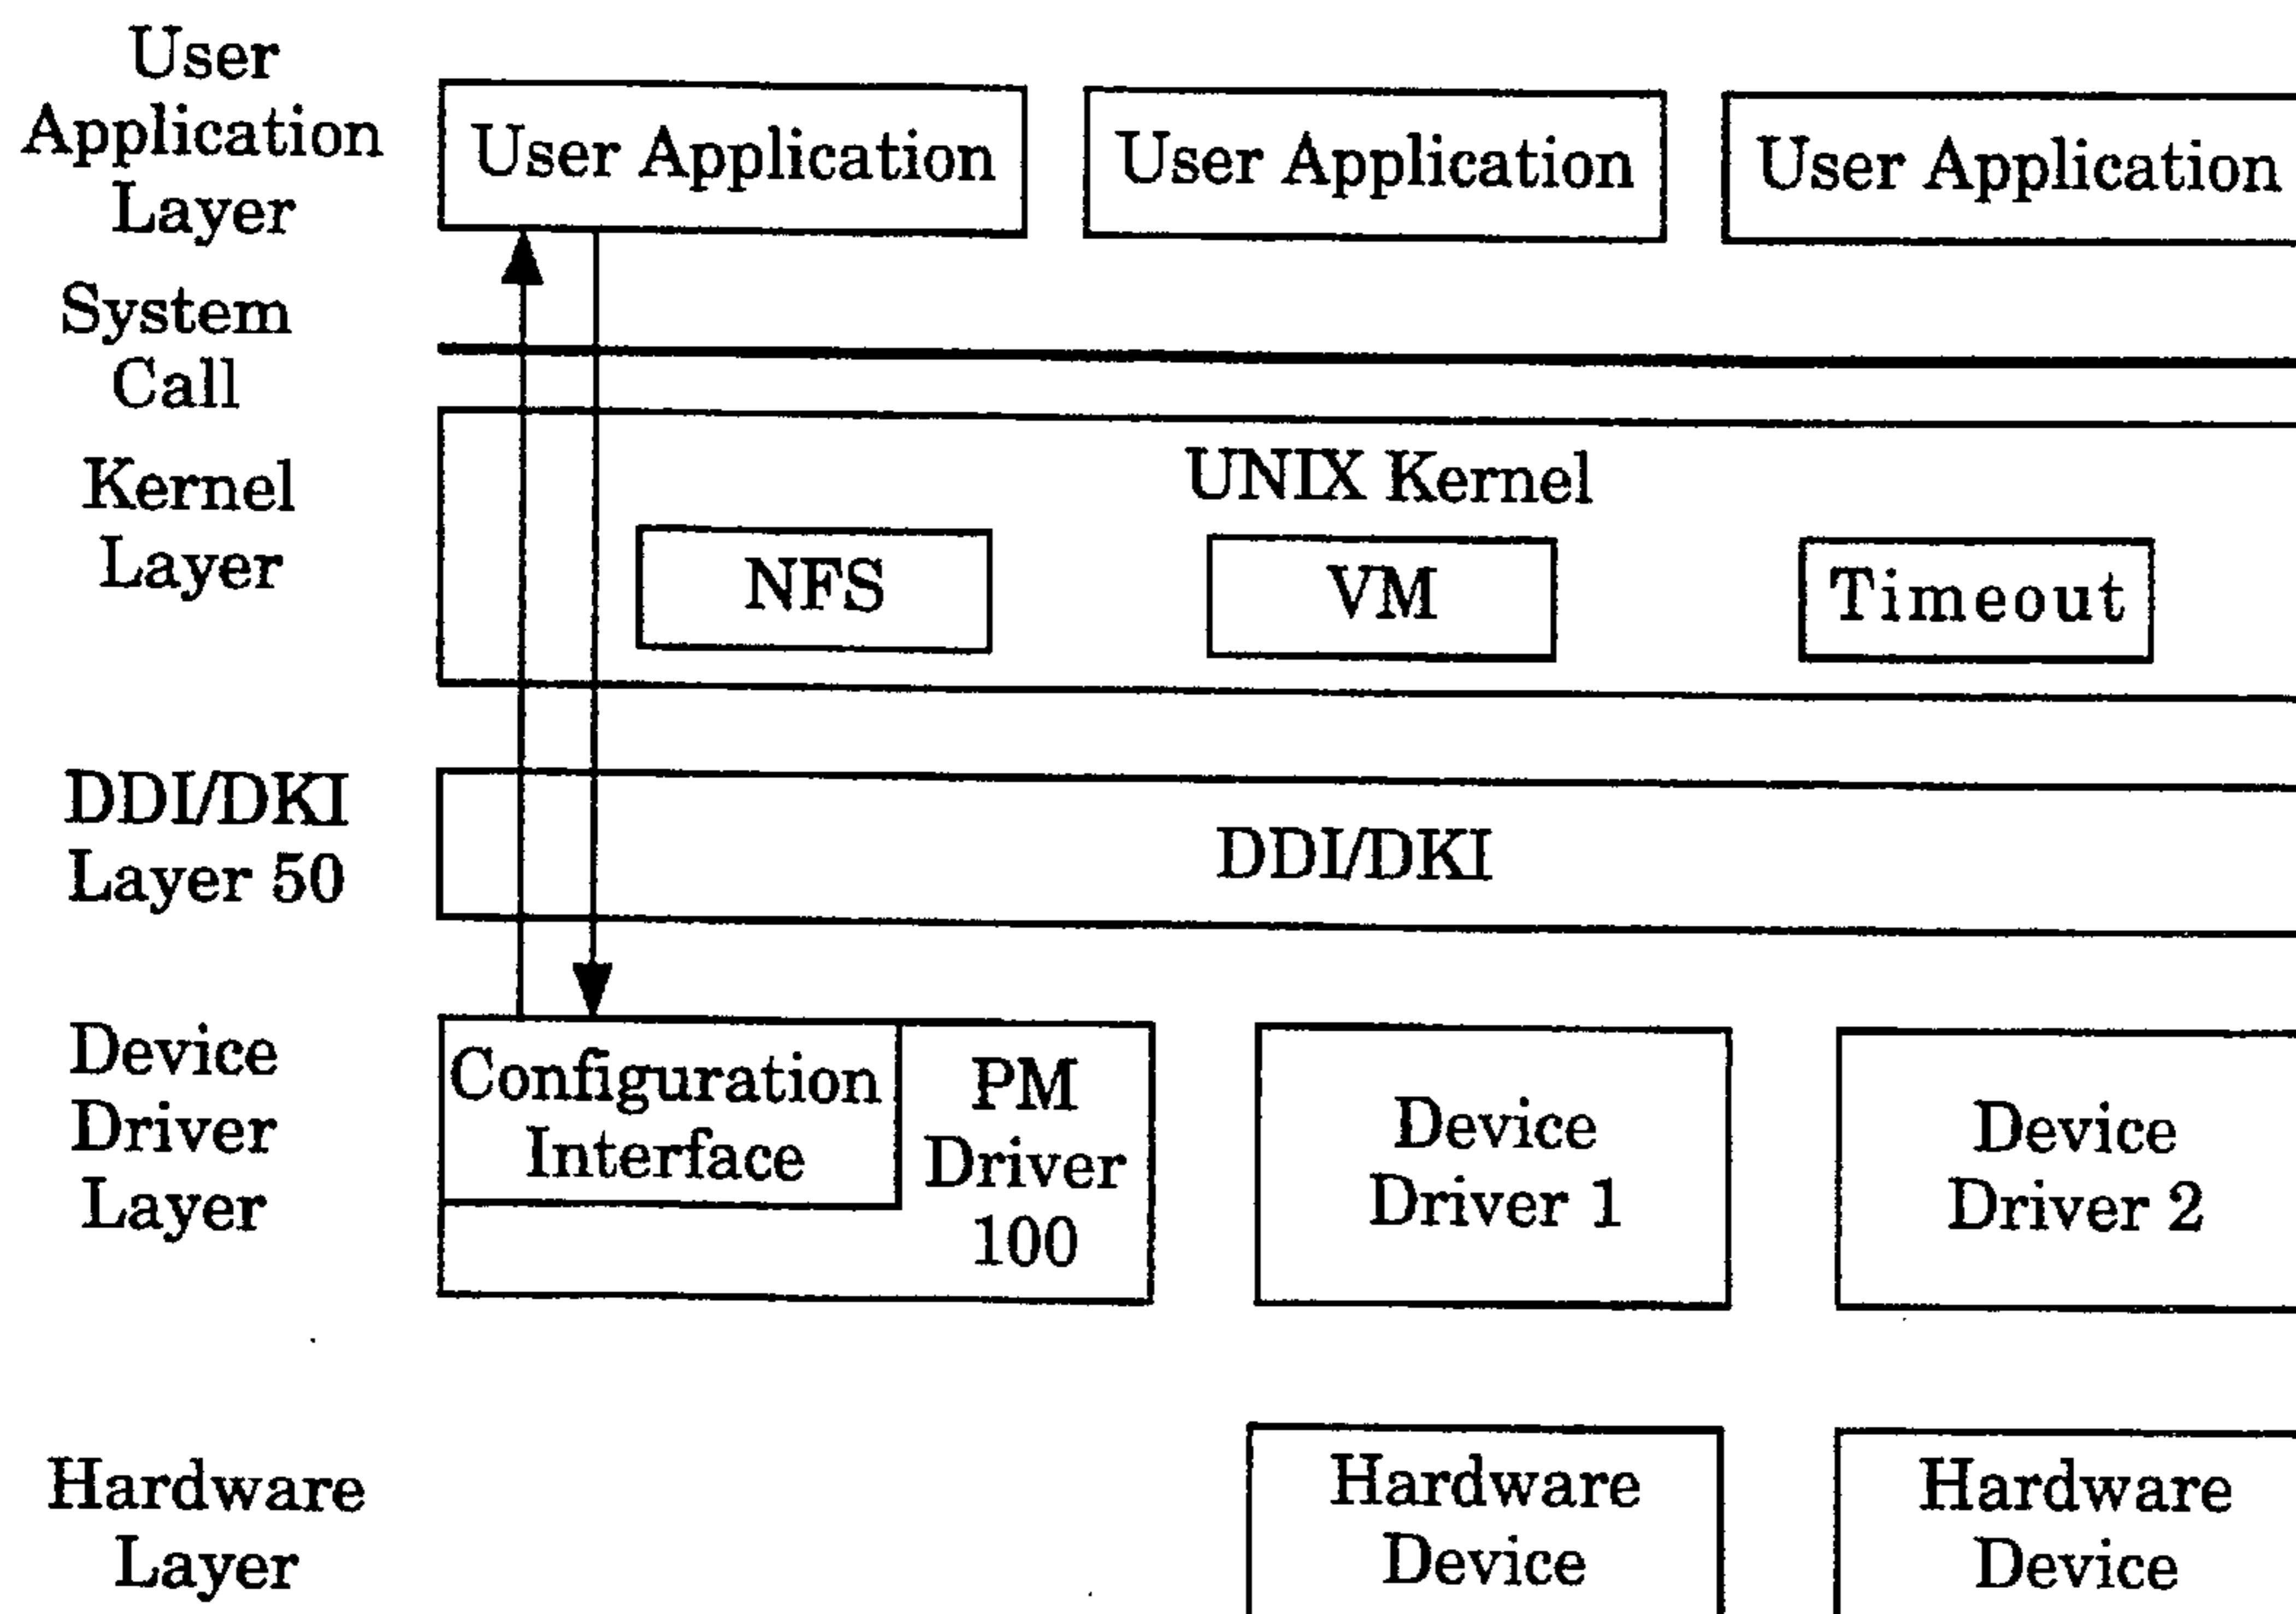 User
Application
Layer
User Application
User Application
User Application
System
Call
Kernel
Layer
UNIX Kernel
NFS
VM
Timeout
DDI/DKI
Layer 50
DDI/DKI
Device
Driver
Layer
Configuration
Interface
PM
Driver
100
Device
Driver 1
Device
Driver 2
Hardware
Layer
Hardware
Device
Hardware
Device